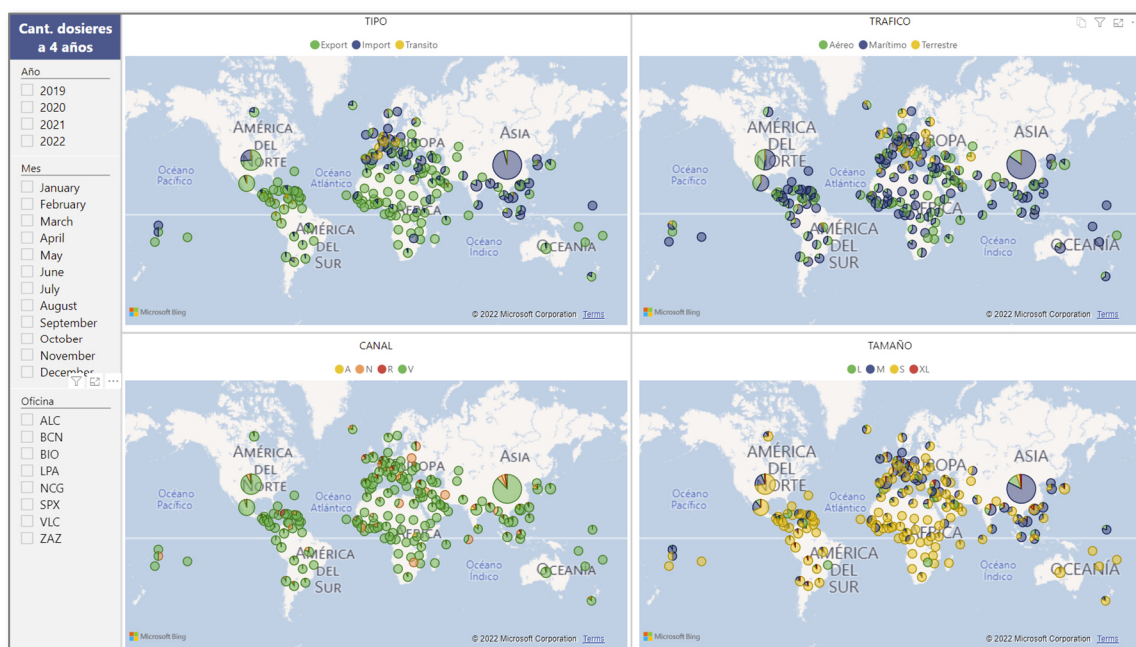 Cant. dosieres
a 4 años
Año
2019
2020
2021
2022
Mes
January
February
March
April
May
June
July
August
September
October
November
December
Oficina
ALC
BCN
BIO
LPA
NCG
SPX
VLC
ZAZ
TIPO
Export Import Transito
AMÉRICA
DEL
NORTE
ASIA
Océano
Pacífico
Océano
Atlántico
AMÉRICA
DEL
SUR
Océano
Índico
OCEANÍA
Microsoft Bing
© 2022 Microsoft Corporation Terms
TRAFICO
Aéreo Marítimo Terrestre
AMÉRICA
DEL
NORTE
ASIA
Océano
Pacífico
Océano
Atlántico
AMÉRICA
DEL
SUR
Océano
Índico
OCEANÍA
Microsoft Bing
© 2022 Microsoft Corporation Terms
CANAL
A N R V
AMÉRICA
DEL
NORTE
ASIA
Océano
Pacífico
Océano
Atlántico
AMÉRICA
DEL
SUR
Océano
Índico
OCEANÍA
Microsoft Bing
© 2022 Microsoft Corporation Terms
TAMAÑO
L M S XL
AMÉRICA
DEL
NORTE
ASIA
Océano
Pacífico
Océano
Atlántico
AMÉRICA
DEL
SUR
Océano
Índico
OCEANÍA
Microsoft Bing
© 2022 Microsoft Corporation Terms